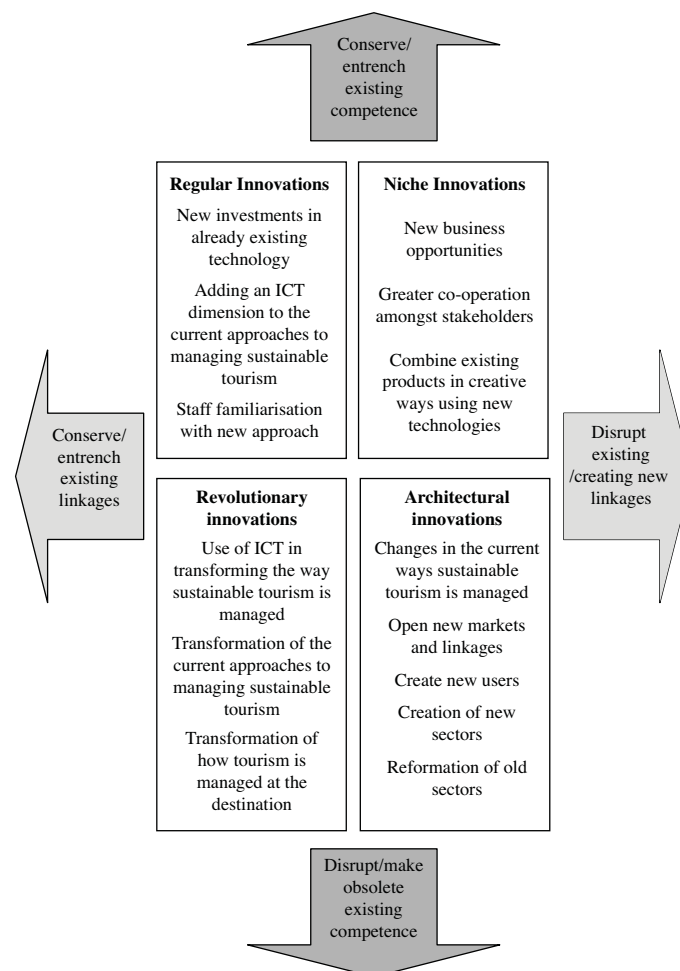 Conserve/
entrench
existing
competence
Regular Innovations
New investments in
already existing
technology
Adding an ICT
dimension to the
current approaches to
managing sustainable
tourism
Staff familiarisation
with new approach
Niche Innovations
New business
opportunities
Greater co-operation
amongst stakeholders
Combine existing
products in creative
ways using new
technologies
Conserve/
entrench
existing
linkages
Disrupt
existing
/creating new
linkages
Revolutionary
innovations
Use of ICT in
transforming the way
sustainable tourism is
managed
Transformation of the
current approaches to
managing sustainable
tourism
Transformation of
how tourism is
managed at the
destination
Architectural
innovations
Changes in the current
ways sustainable
tourism is managed
Open new markets
and linkages
Create new users
Creation of new
sectors
Reformation of old
sectors
Disrupt/make
obsolete
existing
competence